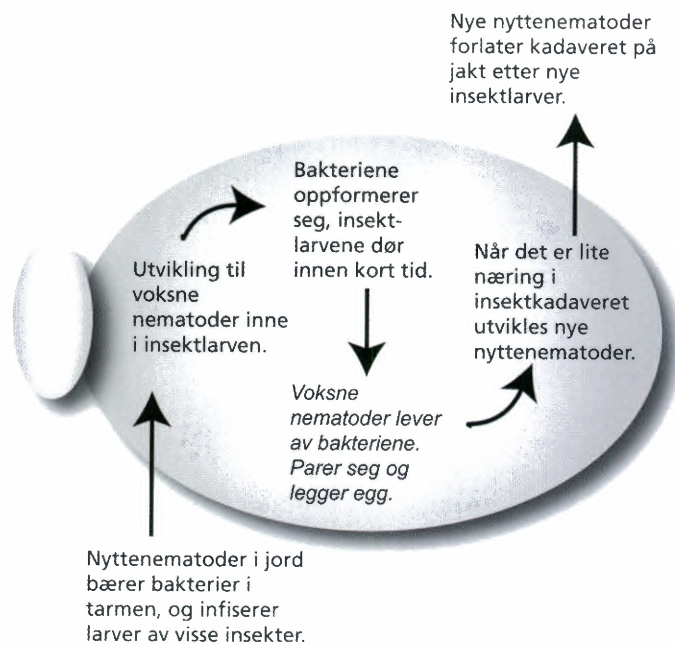 Nye nyttenematoder
forlater kadaveret på
jakt etter nye
insektlarver.
Bakteriene
oppformerer
seg, insekt-
larvene dør
innen kort tid.
Utvikling til
voksne
nematoder inne
i insektlarven.
Når det er lite
næring i
insektkadaveret
utvikles nye
nyttenematoder.
Voksne
nematoder lever
av bakteriene.
Parer seg og
legger egg.
Nyttenematoder i jord
bærer bakterier i
tarmen, og infiserer
larver av visse insekter.